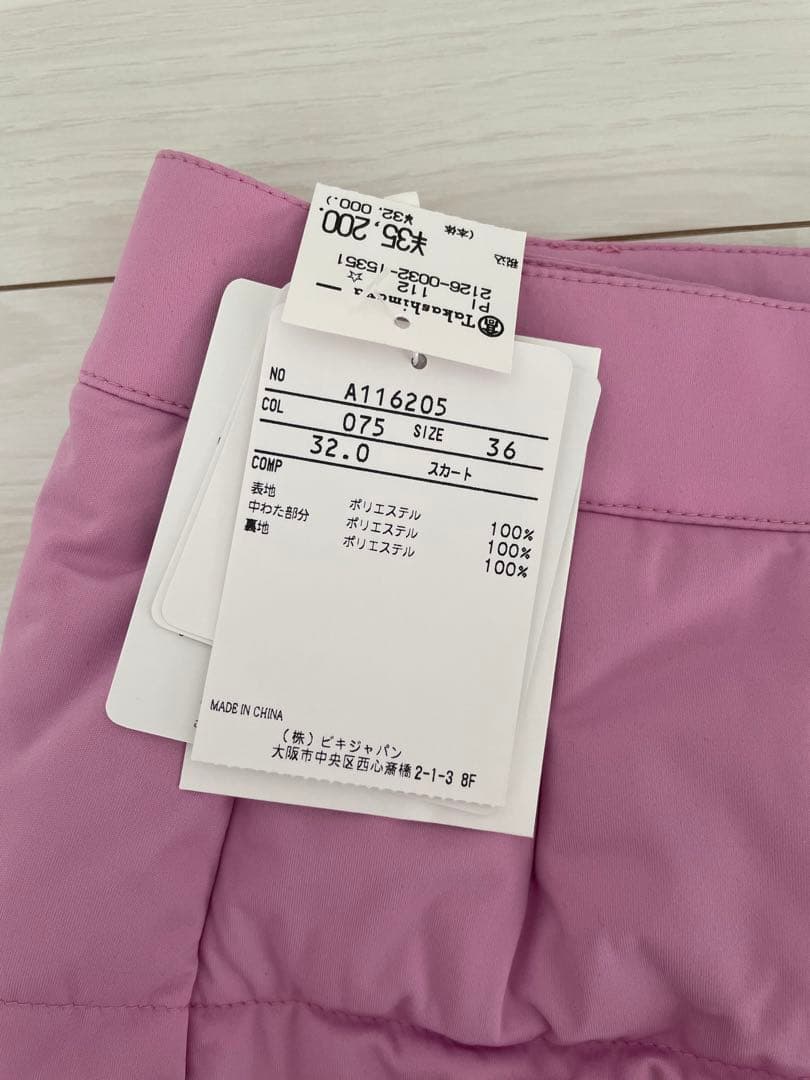 高 Takashimaya
PI 112 ☆
2126-0032-15351
税込 ¥35,200.
(本体 ¥32,000.)
NO A116205
COL 075 SIZE 36
32.0 スカート
COMP
表地 ポリエステル 100%
中わた部分 ポリエステル 100%
裏地 ポリエステル 100%
MADE IN CHINA
(株)ピキジャパン
大阪市中央区西心斎橋2-1-3 8F